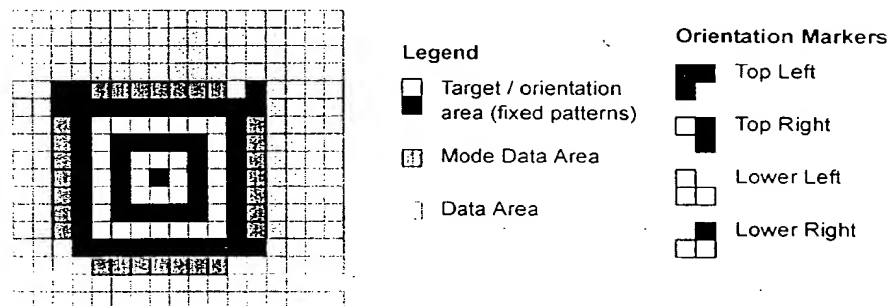 Legend
Target / orientation
area (fixed patterns)
Mode Data Area
Data Area
Orientation Markers
Top Left
Top Right
Lower Left
Lower Right